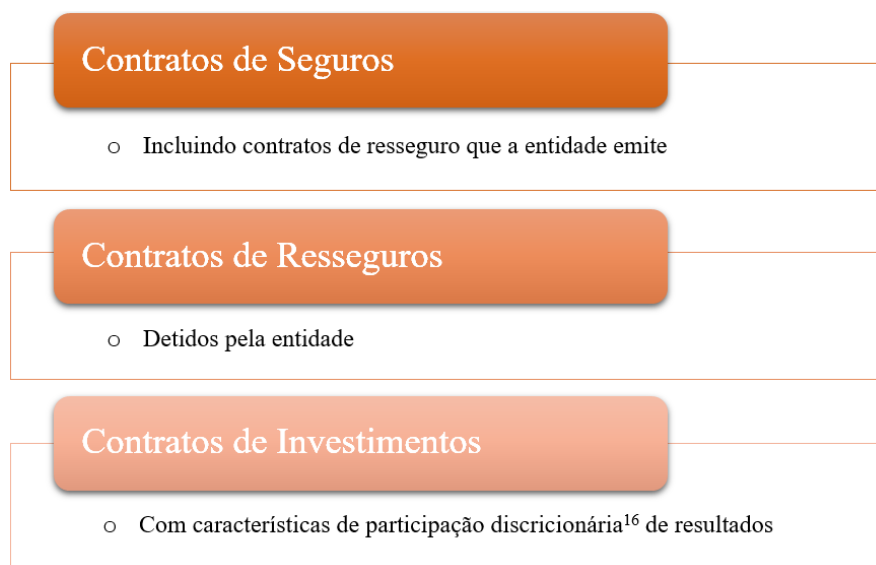 Contratos de Seguros
o Incluindo contratos de resseguro que a entidade emite
Contratos de Resseguros
o Detidos pela entidade
Contratos de Investimentos
o Com características de participação discricionária¹⁶ de resultados